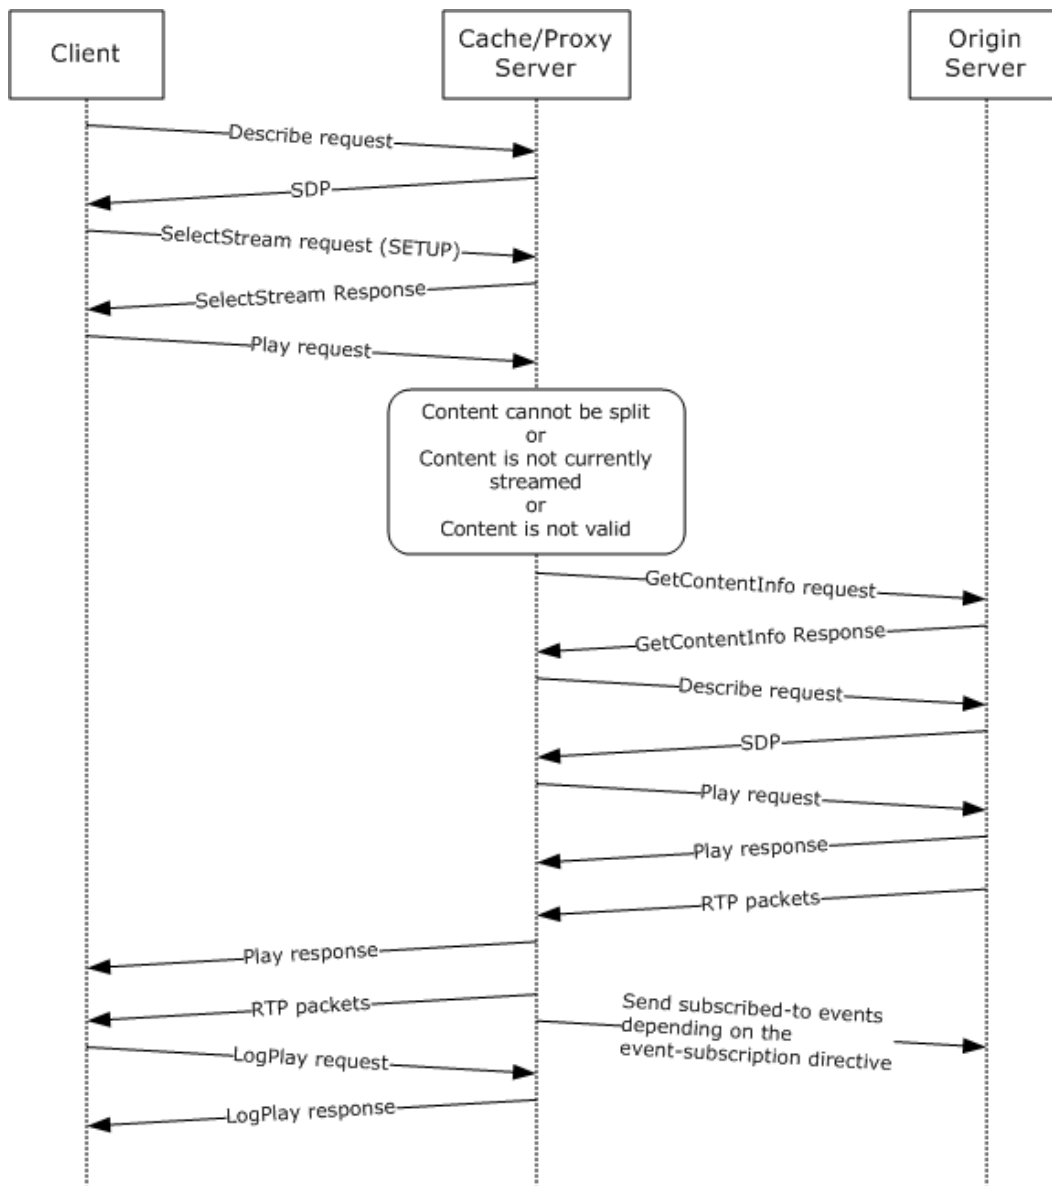 Client
Cache/Proxy
Server
Origin
Server
Describe request
SDP
SelectStream request (SETUP)
SelectStream Response
Play request
Content cannot be split
or
Content is not currently
streamed
or
Content is not valid
GetContentInfo request
GetContentInfo Response
Describe request
SDP
Play request
Play response
RTP packets
Play response
RTP packets
Send subscribed-to events
depending on the
event-subscription directive
LogPlay request
LogPlay response